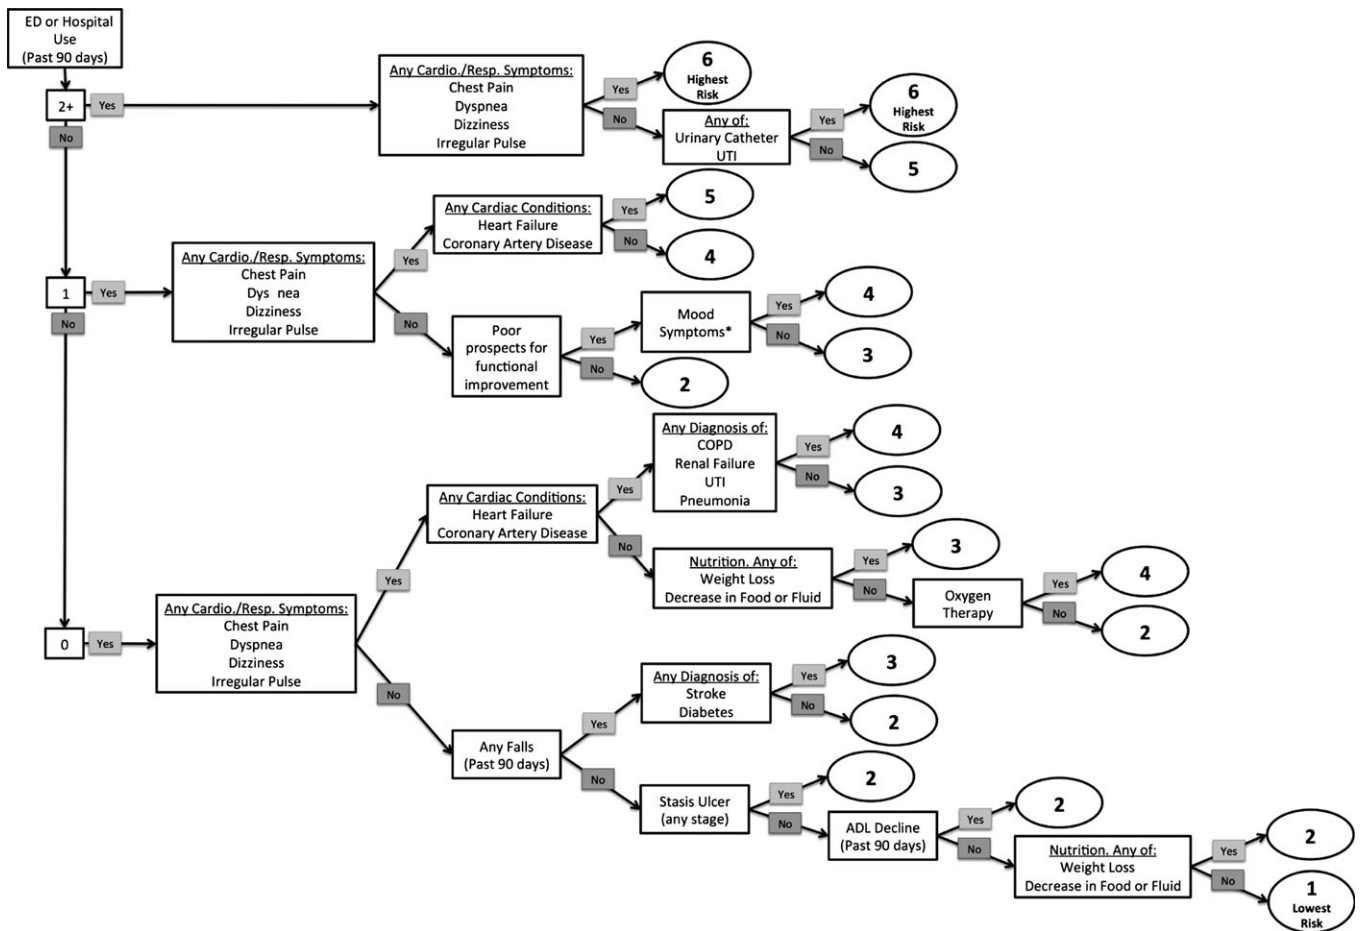 ED or Hospital
Use
(Past 90 days)
2+
Yes
No
Any Cardio./Resp. Symptoms:
Chest Pain
Dyspnea
Dizziness
Irregular Pulse
Yes
6
Highest
Risk
No
Any of:
Urinary Catheter
UTI
Yes
6
Highest
Risk
No
5
1
Yes
No
Any Cardio./Resp. Symptoms:
Chest Pain
Dys nea
Dizziness
Irregular Pulse
Yes
Any Cardiac Conditions:
Heart Failure
Coronary Artery Disease
Yes
5
No
4
No
Poor
prospects for
functional
improvement
Yes
Mood
Symptoms*
Yes
4
No
3
No
2
0
Yes
Any Cardio./Resp. Symptoms:
Chest Pain
Dyspnea
Dizziness
Irregular Pulse
Yes
Any Cardiac Conditions:
Heart Failure
Coronary Artery Disease
Yes
Any Diagnosis of:
COPD
Renal Failure
UTI
Pneumonia
Yes
4
No
3
No
Nutrition. Any of:
Weight Loss
Decrease in Food or Fluid
Yes
3
No
Oxygen
Therapy
Yes
4
No
2
No
Any Falls
(Past 90 days)
Yes
Any Diagnosis of:
Stroke
Diabetes
Yes
3
No
2
No
Stasis Ulcer
(any stage)
Yes
2
No
ADL Decline
(Past 90 days)
Yes
2
No
Nutrition. Any of:
Weight Loss
Decrease in Food or Fluid
Yes
2
No
1
Lowest
Risk